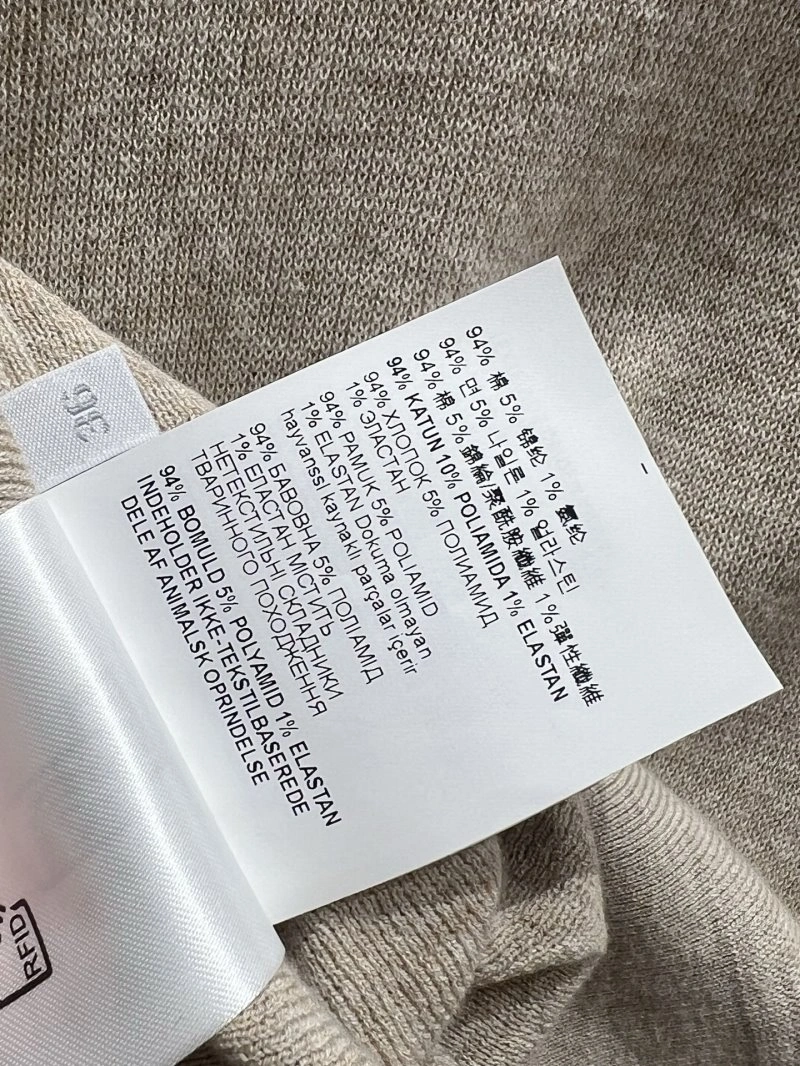 94% 棉 5% 锦纶 1% 氨纶
94% 면 5% 나일론 1% 엘라스틴
94% 棉 5% 錦綸/聚酰胺纖維 1% 彈性纖維
94% KATUN 10% POLIAMIDA 1% ELASTAN
94% ХЛОПОК 5% ПОЛИАМИД
1% ЭЛАСТАН
94% PAMUK 5% POLIAMID
1% ELASTAN Dokuma olmayan
hayvanssi kaynakli parçalar içerir
94% БАВОВНА 5% ПОЛІАМІД
1% ЕЛАСТАН МІСТИТЬ
НЕТЕКСТИЛЬНІ СКЛАДНИКИ
ТВАРИННОГО ПОХОДЖЕННЯ
94% BOMULD 5% POLYAMID 1% ELASTAN
INDEHOLDER IKKE-TEKSTILBASEREDE
DELE AF ANIMALSK OPRINDELSE
36
RFID